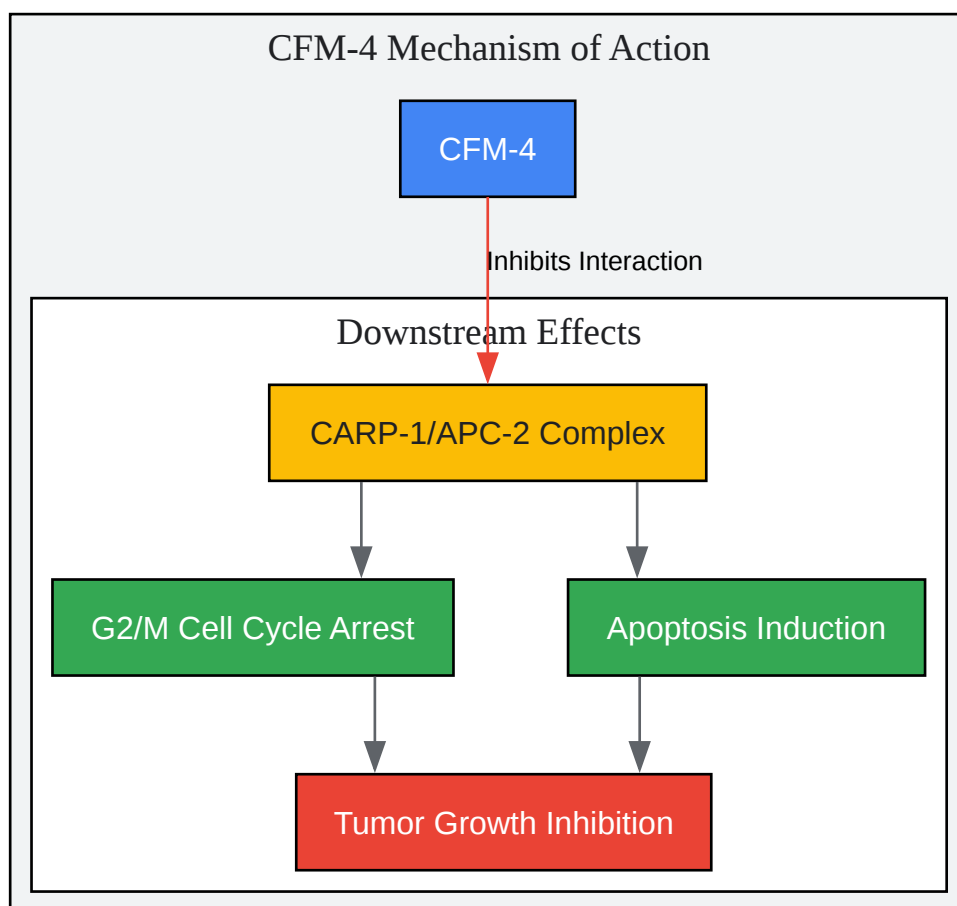 CFM-4 Mechanism of Action
CFM-4
Inhibits Interaction
Downstream Effects
CARP-1/APC-2 Complex
G2/M Cell Cycle Arrest
Apoptosis Induction
Tumor Growth Inhibition